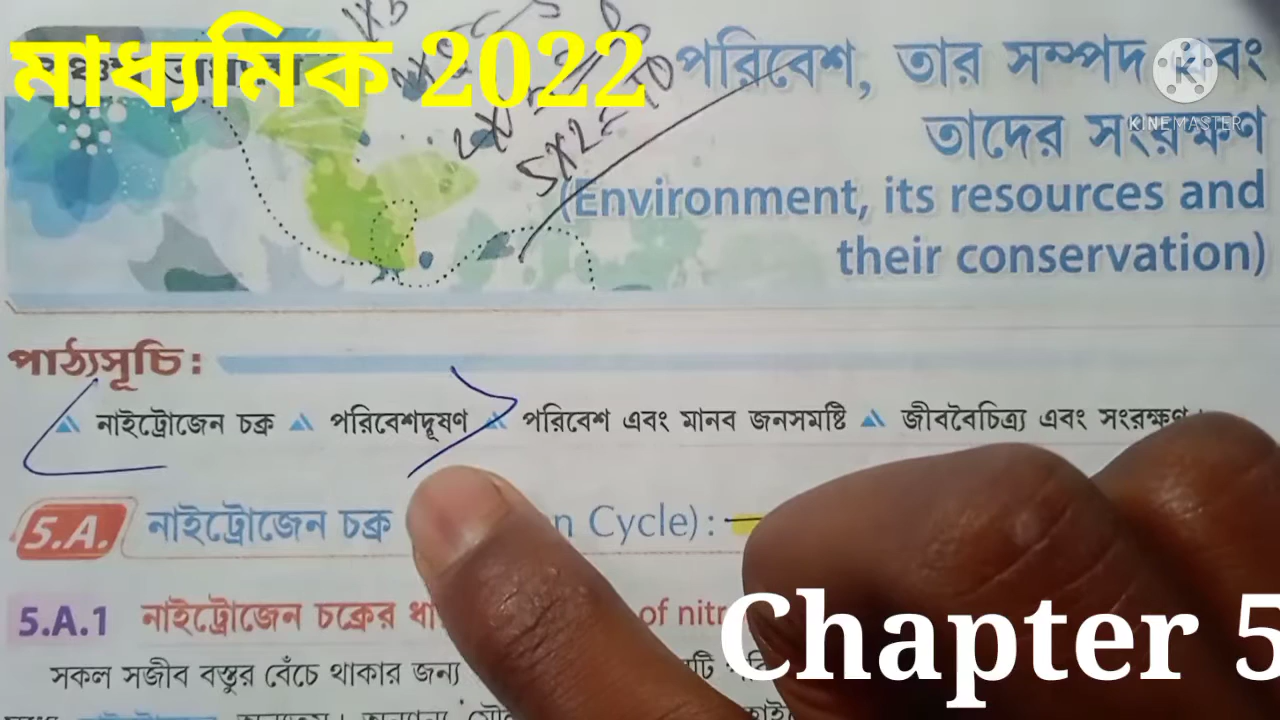 মাধ্যমিক 2022
পরিবেশ, তার সম্পদ এবং
তাদের সংরক্ষণ
KINEMASTER
(Environment, its resources and
their conservation)
পাঠ্যসূচি:
নাইট্রোজেন চক্র পরিবেশদূষণ পরিবেশ এবং মানব জনসমষ্টি জীববৈচিত্র্য এবং সংরক্ষণ
5.A. নাইট্রোজেন চক্র Cycle):
5.A.1 নাইট্রোজেন চক্রের of
Chapter 5
সকল সজীব বস্তুর বেঁচে থাকার জন্য